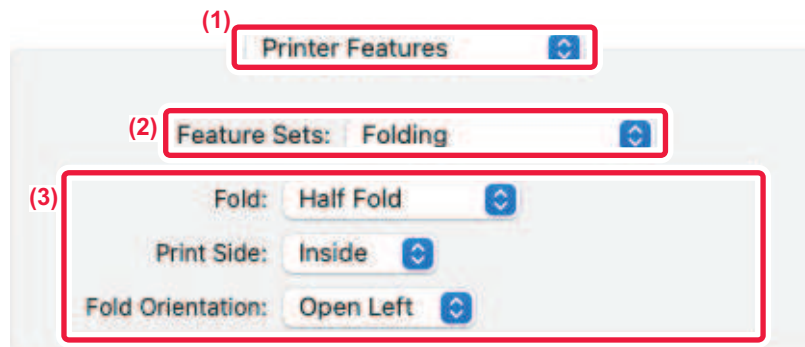 (1)
Printer Features
(2) Feature Sets: Folding
(3) Fold: Half Fold
Print Side: Inside
Fold Orientation: Open Left